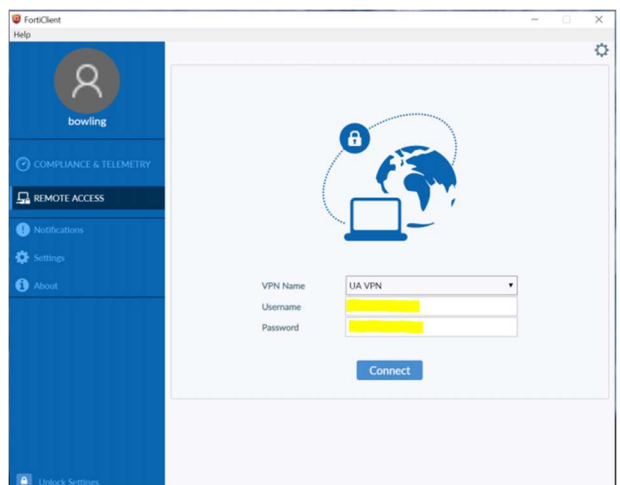 FortiClient
Help
bowling
COMPLIANCE & TELEMETRY
REMOTE ACCESS
Notifications
Settings
About
VPN Name UA VPN
Username
Password
Connect
Unlock Settings